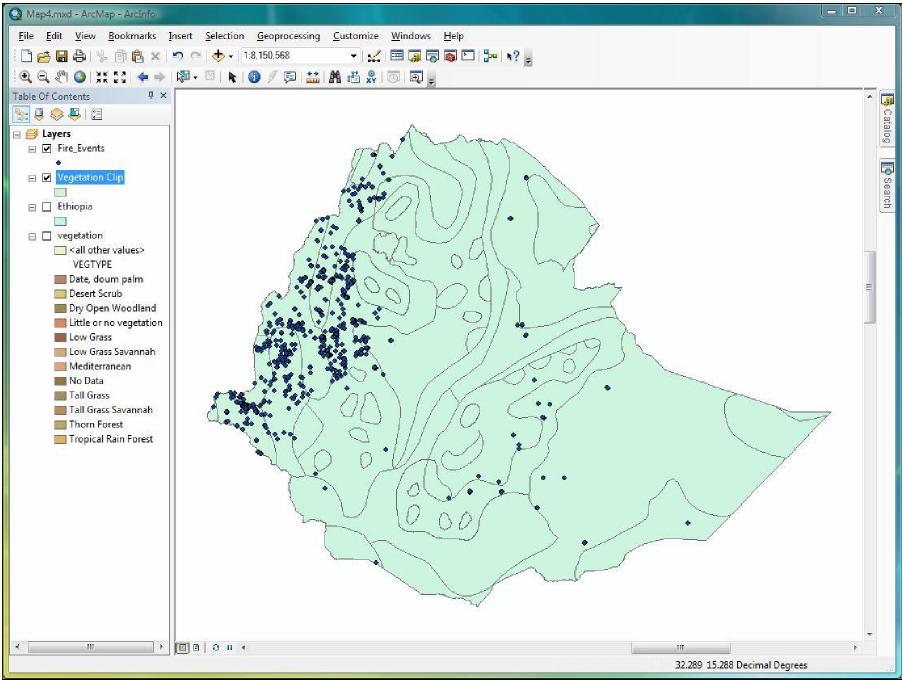 Map4.mxd - ArcMap - ArcInfo
File Edit View Bookmarks Insert Selection Geoprocessing Customize Windows Help
1:8,150,568
Table Of Contents
Layers
Fire_Events
Vegetation Clip
Ethiopia
vegetation
<all other values>
VEGTYPE
Date, doum palm
Desert Scrub
Dry Open Woodland
Little or no vegetation
Low Grass
Low Grass Savannah
Mediterranean
No Data
Tall Grass
Tall Grass Savannah
Thorn Forest
Tropical Rain Forest
Catalog
Search
32.289 15.288 Decimal Degrees